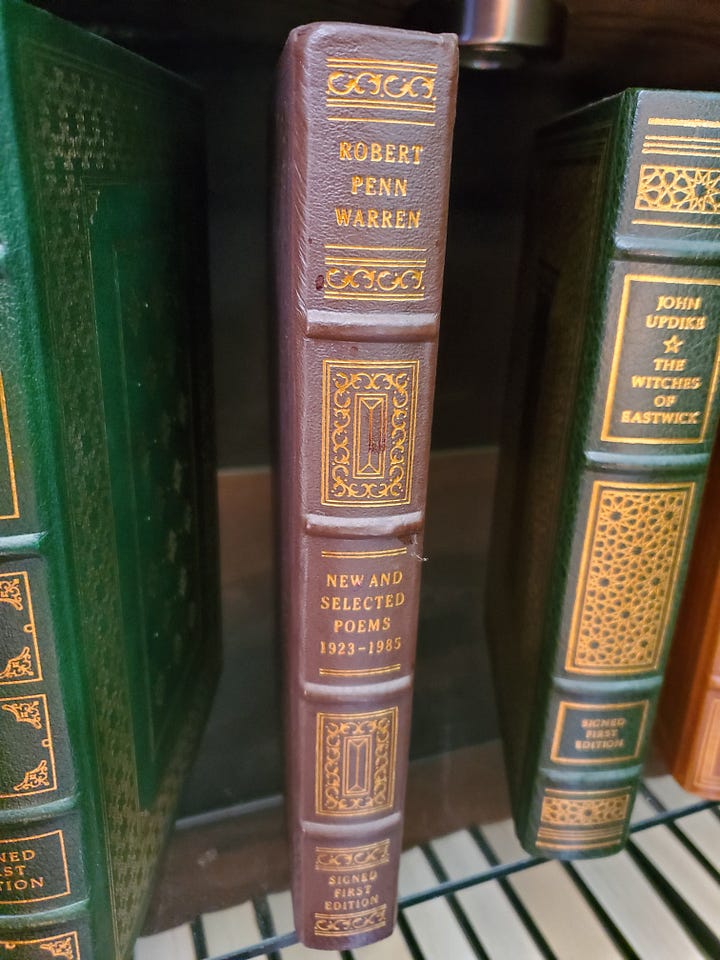 ROBERT
PENN
WARREN
NEW AND
SELECTED
POEMS
1923-1985
SIGNED
FIRST
EDITION
JOHN
UPDIKE
THE
WITCHES
OF
EASTWICK
SIGNED
FIRST
EDITION